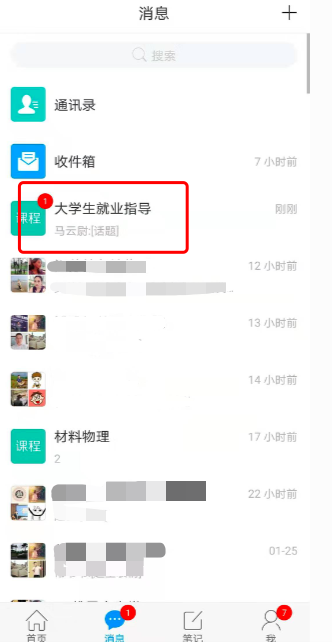 消息
搜索
通讯录
收件箱
7 小时前
课程
1
大学生就业指导
刚刚
马云尉:[话题]
12 小时前
13 小时前
14 小时前
课程
材料物理
17 小时前
2
22 小时前
01-25
首页
1
消息
笔记
7
我